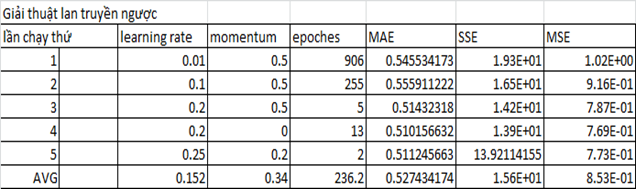 Giải thuật lan truyền ngược
lần chạy thứ learning rate momentum epoches MAE SSE MSE
1 0.01 0.5 906 0.545534173 1.93E+01 1.02E+00
2 0.1 0.5 255 0.555911222 1.65E+01 9.16E-01
3 0.2 0.5 5 0.51432318 1.42E+01 7.87E-01
4 0.2 0 13 0.510156632 1.39E+01 7.69E-01
5 0.25 0.2 2 0.511245663 13.92114155 7.73E-01
AVG 0.152 0.34 236.2 0.527434174 1.56E+01 8.53E-01